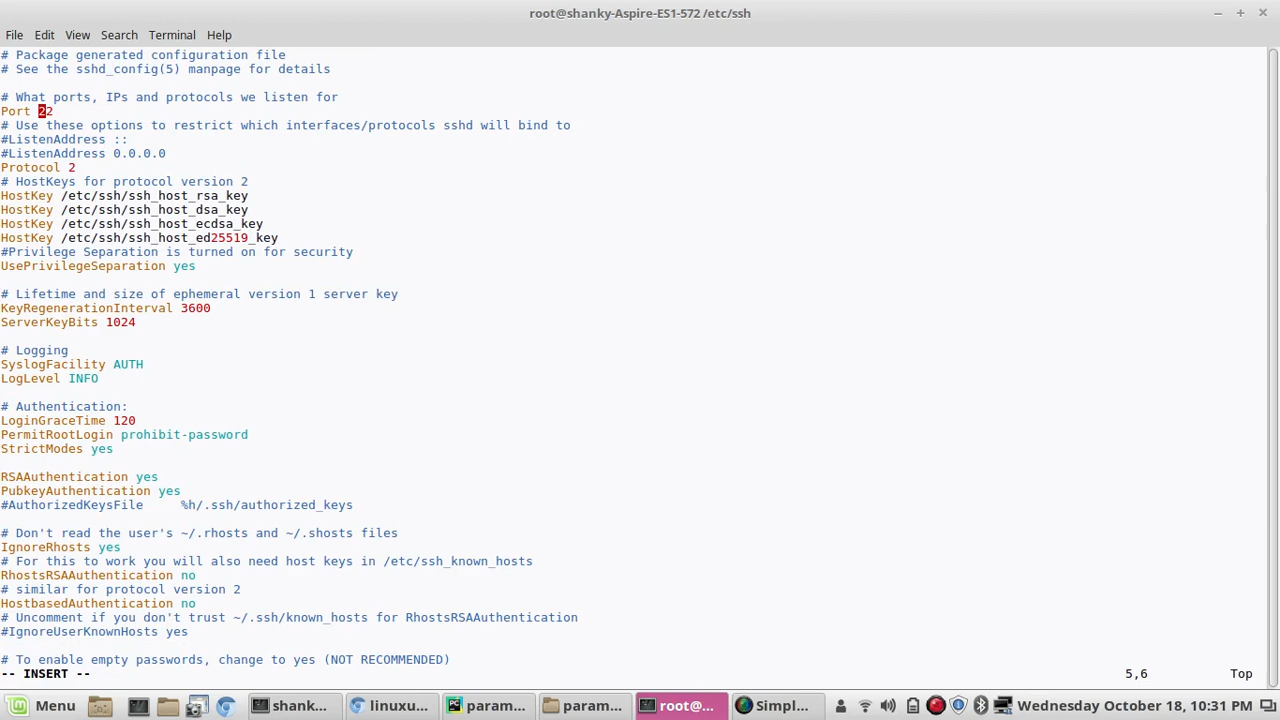 root@shanky-Aspire-ES1-572 /etc/ssh
File Edit View Search Terminal Help
# Package generated configuration file
# See the sshd_config(5) manpage for details
# What ports, IPs and protocols we listen for
Port 22
# Use these options to restrict which interfaces/protocols sshd will bind to
#ListenAddress ::
#ListenAddress 0.0.0.0
Protocol 2
# HostKeys for protocol version 2
HostKey /etc/ssh/ssh_host_rsa_key
HostKey /etc/ssh/ssh_host_dsa_key
HostKey /etc/ssh/ssh_host_ecdsa_key
HostKey /etc/ssh/ssh_host_ed25519_key
#Privilege Separation is turned on for security
UsePrivilegeSeparation yes
# Lifetime and size of ephemeral version 1 server key
KeyRegenerationInterval 3600
ServerKeyBits 1024
# Logging
SyslogFacility AUTH
LogLevel INFO
# Authentication:
LoginGraceTime 120
PermitRootLogin prohibit-password
StrictModes yes
RSAAuthentication yes
PubkeyAuthentication yes
#AuthorizedKeysFile     %h/.ssh/authorized_keys
# Don't read the user's ~/.rhosts and ~/.shosts files
IgnoreRhosts yes
# For this to work you will also need host keys in /etc/ssh_known_hosts
RhostsRSAAuthentication no
# similar for protocol version 2
HostbasedAuthentication no
# Uncomment if you don't trust ~/.ssh/known_hosts for RhostsRSAAuthentication
#IgnoreUserKnownHosts yes
# To enable empty passwords, change to yes (NOT RECOMMENDED)
-- INSERT -- 5,6 Top
Menu shank... linuxu... param... param... root@... Simpl... Wednesday October 18, 10:31 PM